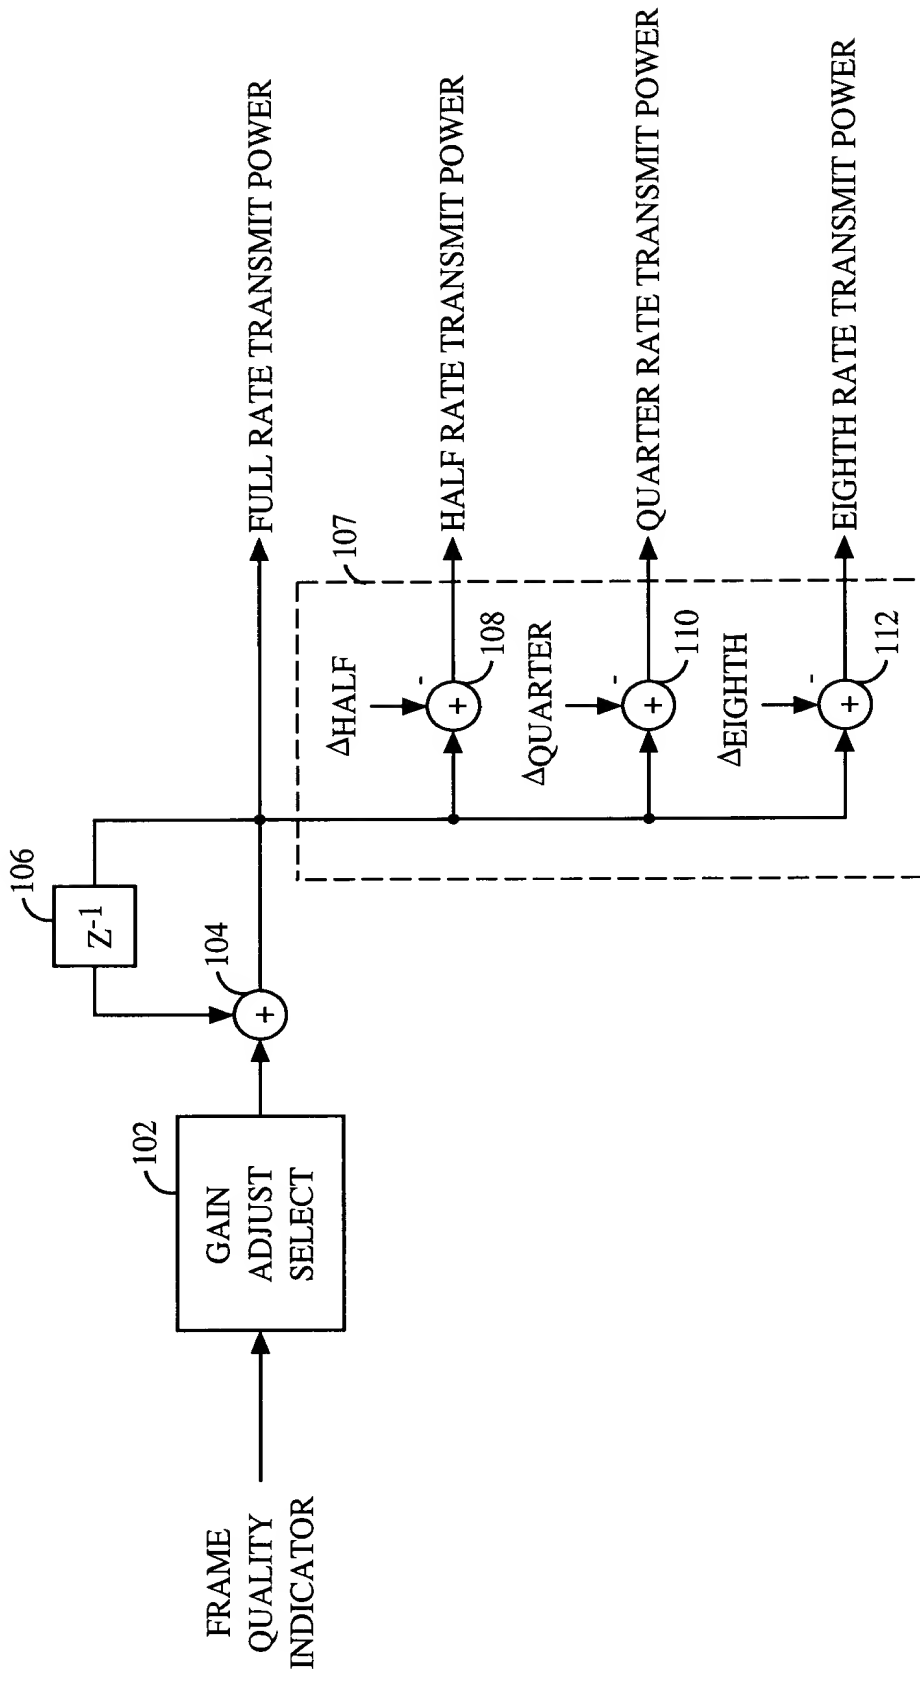 FRAME
QUALITY
INDICATOR
102
GAIN
ADJUST
SELECT
104
+
106
Z-1
FULL RATE TRANSMIT POWER
107
ΔHALF
-
+
108
HALF RATE TRANSMIT POWER
ΔQUARTER
-
+
110
QUARTER RATE TRANSMIT POWER
ΔEIGHTH
-
+
112
EIGHTH RATE TRANSMIT POWER